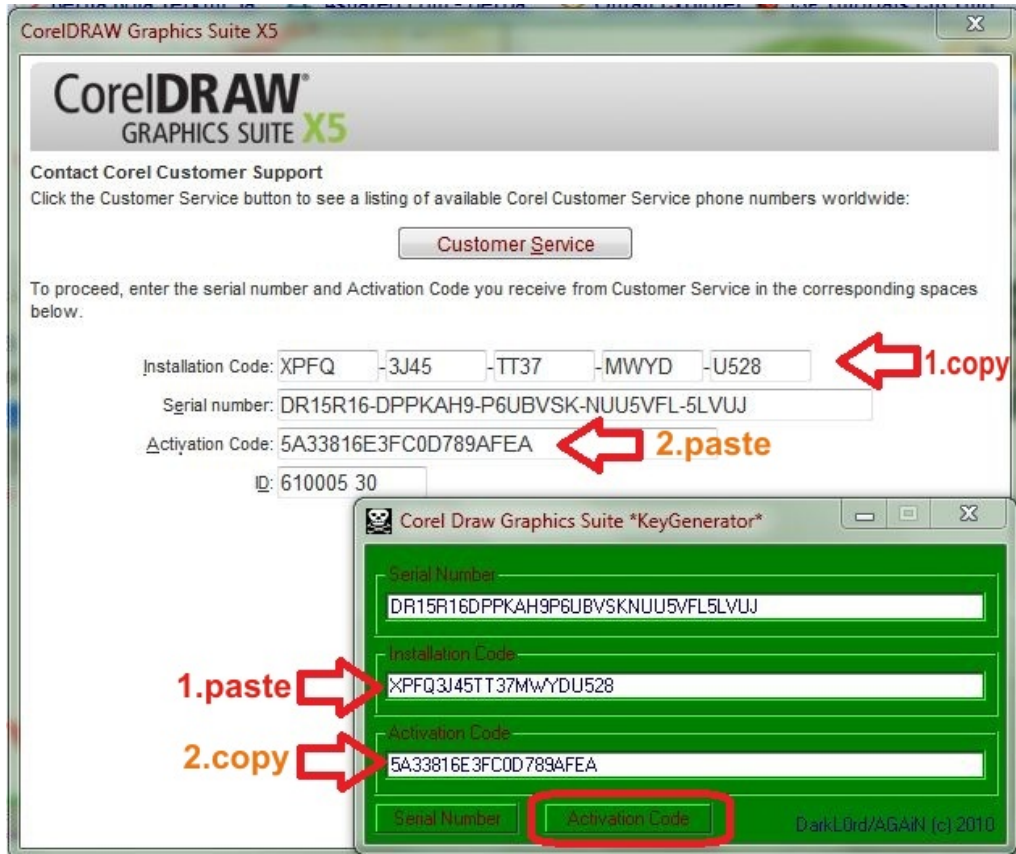 CorelDRAW Graphics Suite X5
CorelDRAW®
GRAPHICS SUITE X5
Contact Corel Customer Support
Click the Customer Service button to see a listing of available Corel Customer Service phone numbers worldwide:
Customer Service
To proceed, enter the serial number and Activation Code you receive from Customer Service in the corresponding spaces
below.
Installation Code: XPFQ -3J45 -TT37 -MWYD -U528 1.copy
Serial number: DR15R16-DPPKAH9-P6UBVSK-NUU5VFL-5LVUJ
Activation Code: 5A33816E3FC0D789AFEA 2.paste
ID: 610005 30
Corel Draw Graphics Suite *KeyGenerator*
Serial Number
DR15R16DPPKAH9P6UBVSKNUU5VFL5LVUJ
Installation Code
1.paste XPFQ3J45TT37MWYDU528
Activation Code
2.copy 5A33816E3FC0D789AFEA
Serial Number Activation Code DarkL0rd/AGAiN (c) 2010